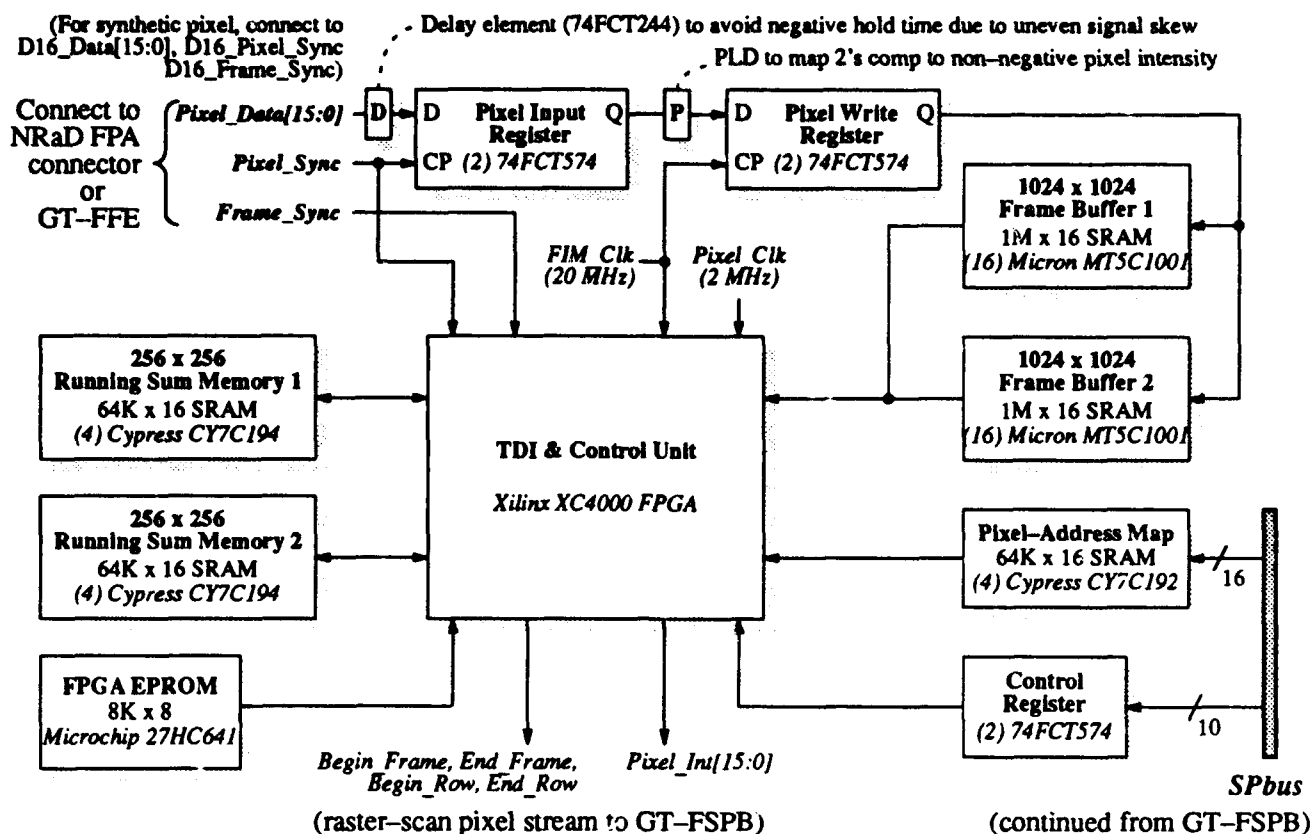 (For synthetic pixel, connect to
D16_Data[15:0], D16_Pixel_Sync
D16_Frame_Sync)
Delay element (74FCT244) to avoid negative hold time due to uneven signal skew
PLD to map 2's comp to non-negative pixel intensity
Connect to
NRaD FPA
connector
or
GT-FFE
Pixel_Data[15:0]
Pixel_Sync
Frame_Sync
D
D Pixel Input Q
Register
CP (2) 74FCT574
P
D Pixel Write Q
Register
CP (2) 74FCT574
FIM_Clk
(20 MHz)
Pixel_Clk
(2 MHz)
1024 x 1024
Frame Buffer 1
1M x 16 SRAM
(16) Micron MT5C1001
1024 x 1024
Frame Buffer 2
1M x 16 SRAM
(16) Micron MT5C1001
256 x 256
Running Sum Memory 1
64K x 16 SRAM
(4) Cypress CY7C194
256 x 256
Running Sum Memory 2
64K x 16 SRAM
(4) Cypress CY7C194
TDI & Control Unit
Xilinx XC4000 FPGA
Pixel-Address Map
64K x 16 SRAM
(4) Cypress CY7C192
16
FPGA EPROM
8K x 8
Microchip 27HC641
Control
Register
(2) 74FCT574
10
Begin_Frame, End_Frame,
Begin_Row, End_Row
Pixel_Int[15:0]
SPbus
(raster-scan pixel stream to GT-FSPB)
(continued from GT-FSPB)